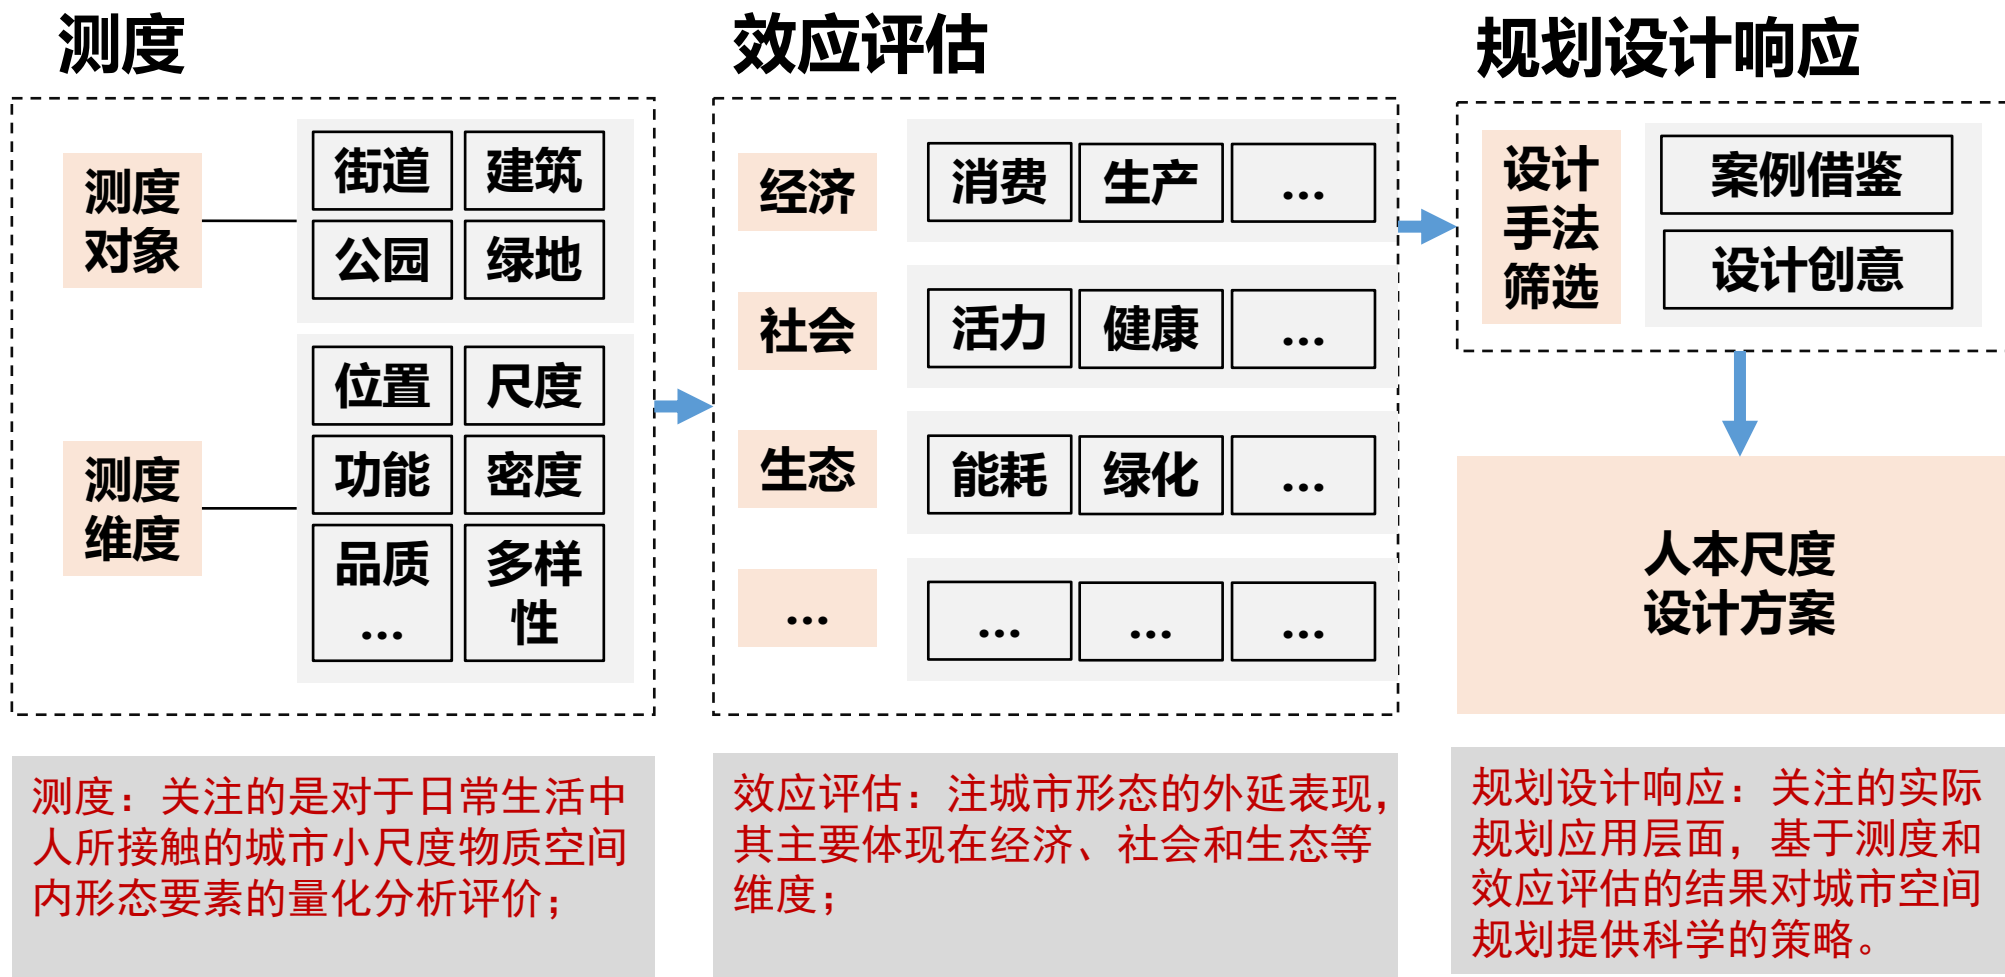 测度
测度
对象
街道
建筑
公园
绿地
测度
维度
位置
尺度
功能
密度
品质
...
多样
性
测度：关注的是对于日常生活中
人所接触的城市小尺度物质空间
内形态要素的量化分析评价；
效应评估
经济
消费
生产
...
社会
活力
健康
...
生态
能耗
绿化
...
...
...
...
...
效应评估：注城市形态的外延表现，
其主要体现在经济、社会和生态等
维度；
规划设计响应
设计
手法
筛选
案例借鉴
设计创意
人本尺度
设计方案
规划设计响应：关注的实际
规划应用层面，基于测度和
效应评估的结果对城市空间
规划提供科学的策略。